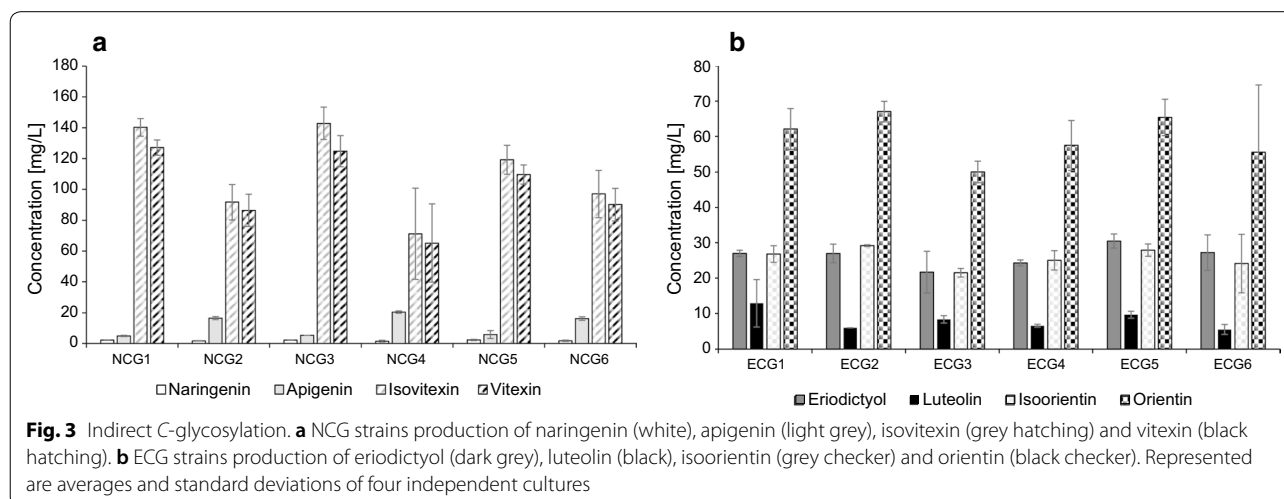 a
Concentration [mg/L]
180
160
140
120
100
80
60
40
20
0
NCG1 NCG2 NCG3 NCG4 NCG5 NCG6
Naringenin Apigenin Isovitexin Vitexin
b
Concentration [mg/L]
80
70
60
50
40
30
20
10
0
ECG1 ECG2 ECG3 ECG4 ECG5 ECG6
Eriodictyol Luteolin Isoorientin Orientin
Fig. 3 Indirect C-glycosylation. a NCG strains production of naringenin (white), apigenin (light grey), isovitexin (grey hatching) and vitexin (black
hatching). b ECG strains production of eriodictyol (dark grey), luteolin (black), isoorientin (grey checker) and orientin (black checker). Represented
are averages and standard deviations of four independent cultures